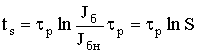 t_s = τ_p ln J_б / J_бн τ_p = τ_p ln S